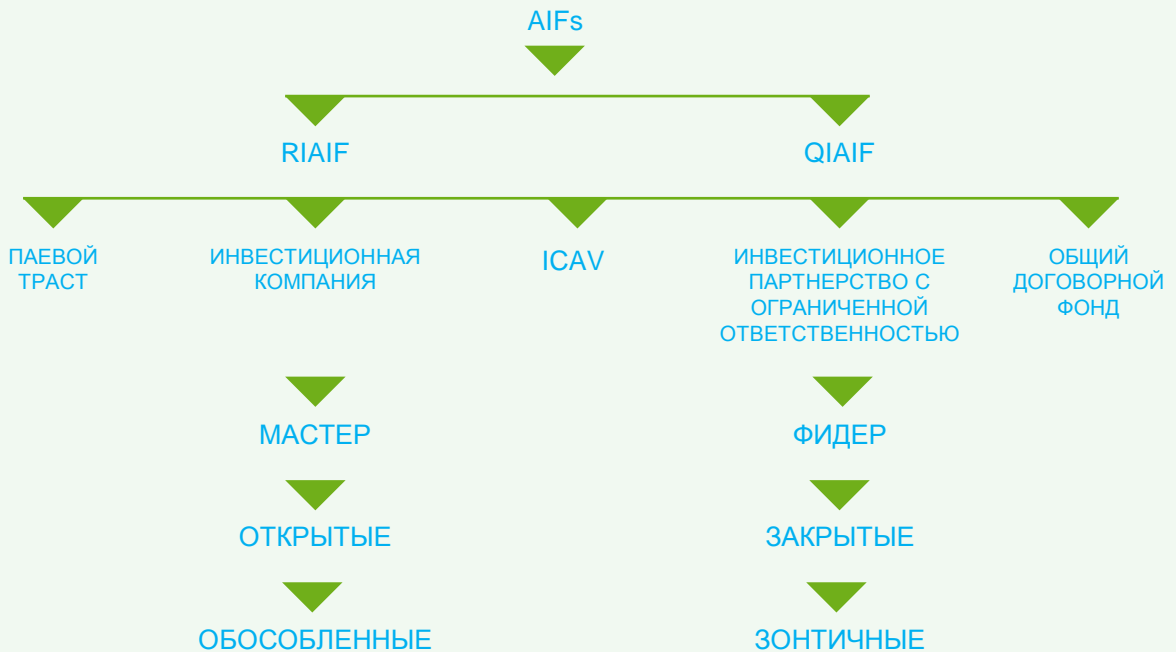 AIFs
RIAIF
QIAIF
ПАЕВОЙ
ТРАСТ
ИНВЕСТИЦИОННАЯ
КОМПАНИЯ
ICAV
ИНВЕСТИЦИОННОЕ
ПАРТНЕРСТВО С
ОГРАНИЧЕННОЙ
ОТВЕТСТВЕННОСТЬЮ
ОБЩИЙ
ДОГОВОРНОЙ
ФОНД
МАСТЕР
ФИДЕР
ОТКРЫТЫЕ
ЗАКРЫТЫЕ
ОБОСОБЛЕННЫЕ
ЗОНТИЧНЫЕ